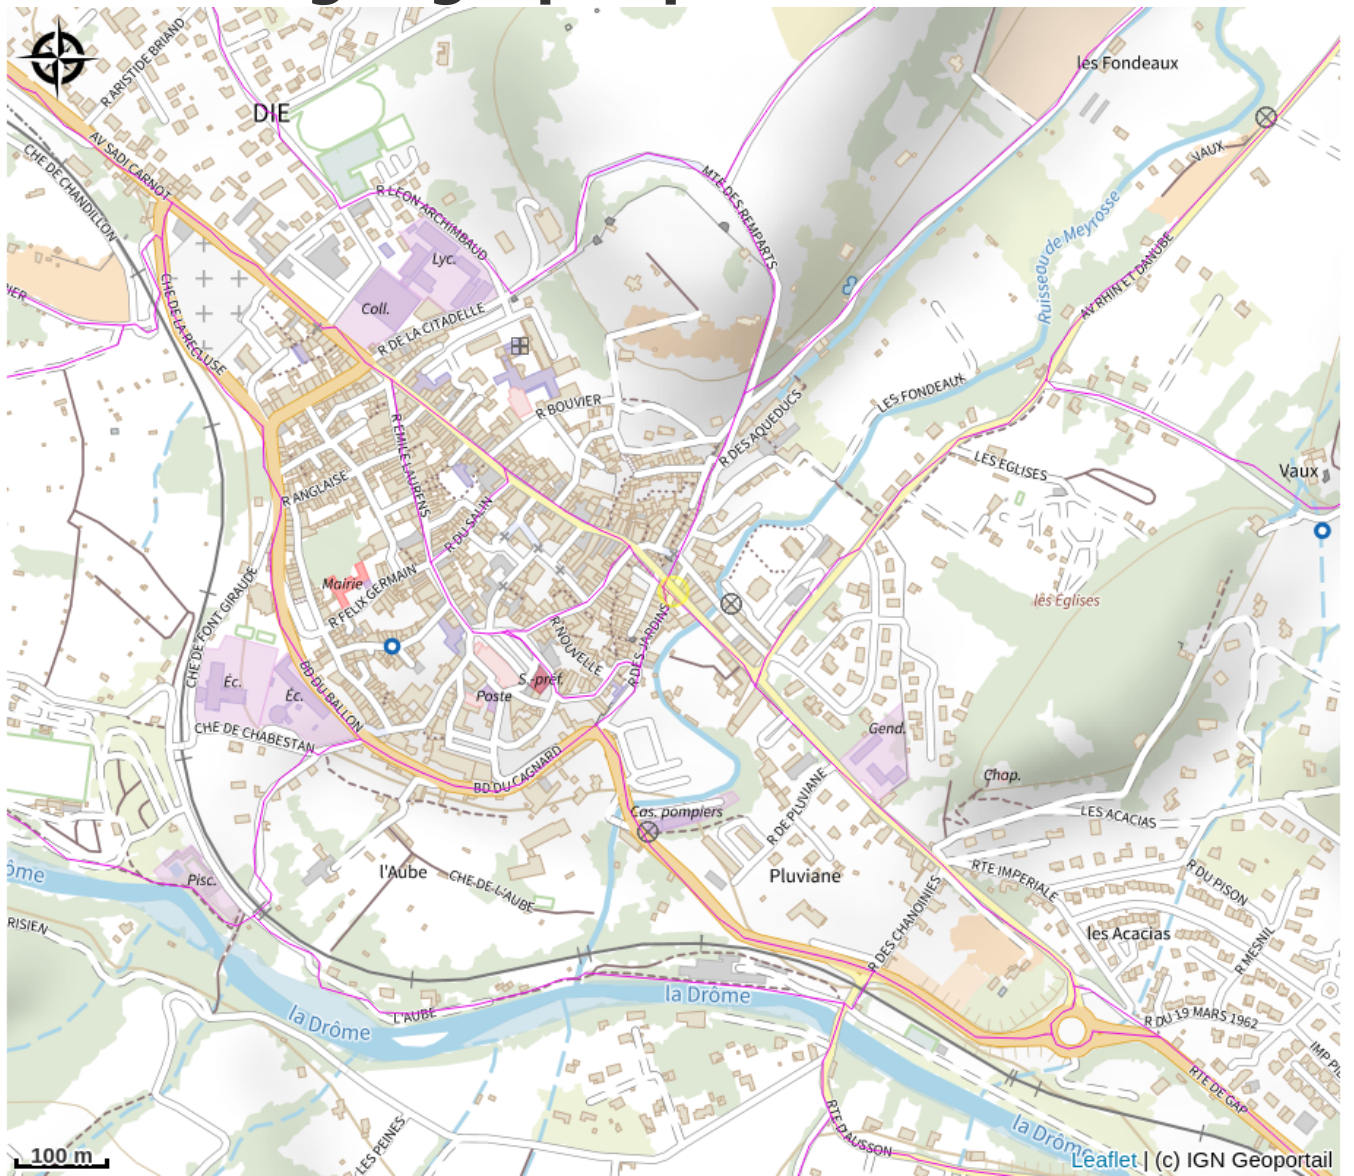 les Fondeaux
R ARISTIDE BRIAND
DIE
AV SADI CARNOT
CHE DE CHANDILLON
VAUX
R LEON ARCHIMBAUD
MTE DES REMPARTS
Ruisseau de Meyrosse
Lyc.
AV RHIN ET DANUBE
IER
CHE DE LA RECLUSE
Coll.
R DE LA CITADELLE
LES FONDEAUX
R BOUVIER
R DES AQUEDUCS
R EMILE LAURENS
LES EGLISES
Vaux
R ANGLAISE
R DU SALIN
Mairie
R FELIX GERMAIN
les Eglises
CHE DE FONT GIRAUDE
R NOUVELLE
R DES JARDINS
Éc.
Éc.
S.-préf.
Poste
BD DU BALLON
CHE DE CHABESTAN
Gend.
BD DU CAGNARD
Chap.
Cas. pompiers
LES ACACIAS
R DE PLUVIANE
l'Aube
CHE DE L'AUBE
Pluviane
RTE IMPERIALE
R DU PISON
ôme
Pisc.
R DES CHANOINIES
les Acacias
R MESNIL
RISIEN
la Drôme
la Drôme
L'AUBE
R DU 19 MARS 1962
IMP PIE
RTE DE GAP
la Drôme
RTE D'AUSSON
LES PEINES
100 m
Leaflet | (c) IGN Geoportail